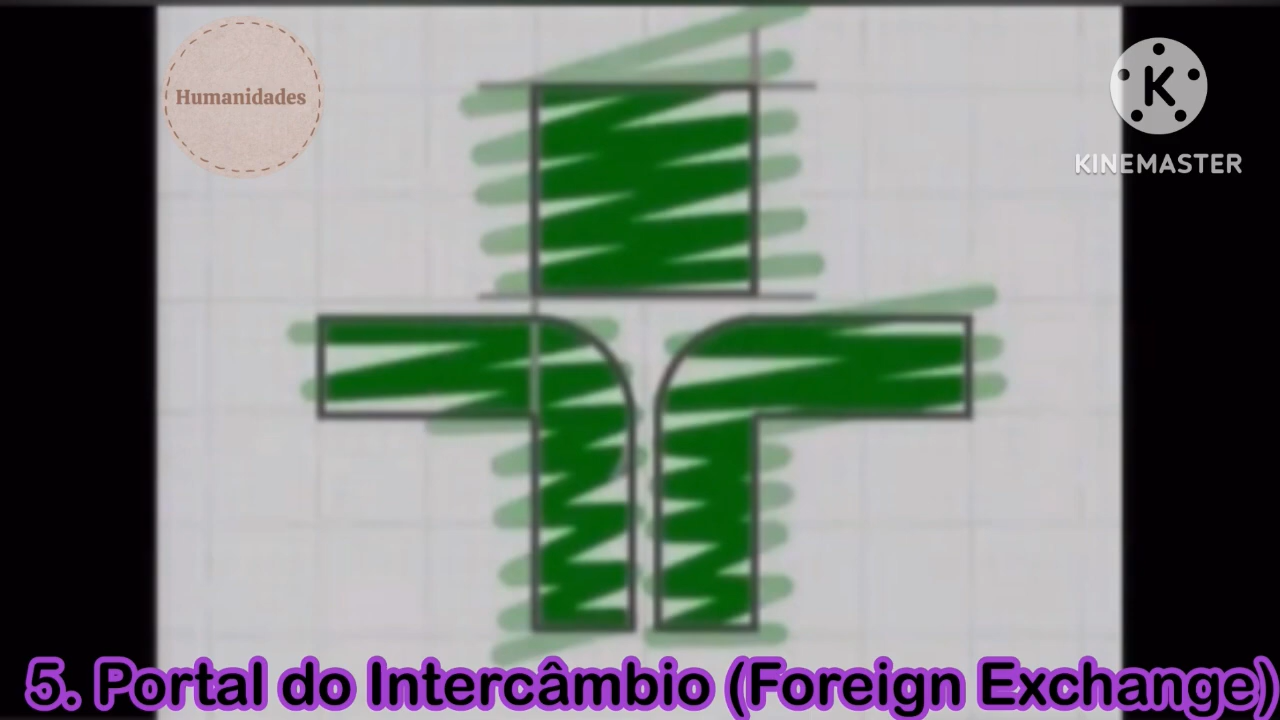 Humanidades
K
KINEMASTER
5. Portal do Intercâmbio (Foreign Exchange)